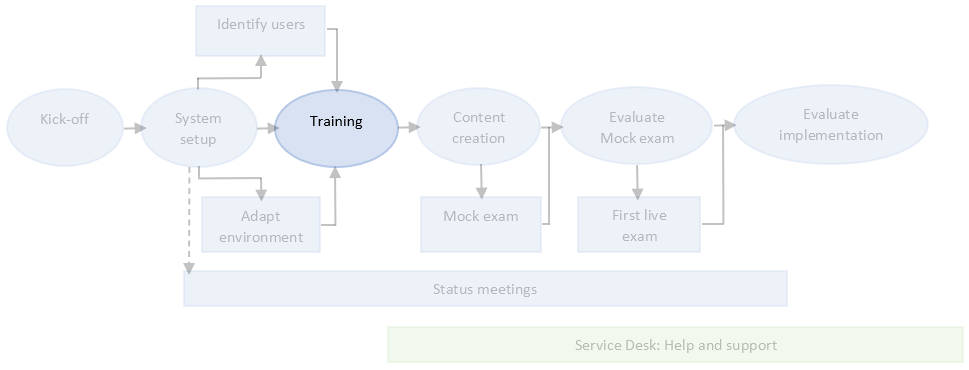 Identify users
Kick-off
System
setup
Training
Content
creation
Evaluate
Mock exam
Evaluate
implementation
Adapt
environment
Mock exam
First live
exam
Status meetings
Service Desk: Help and support